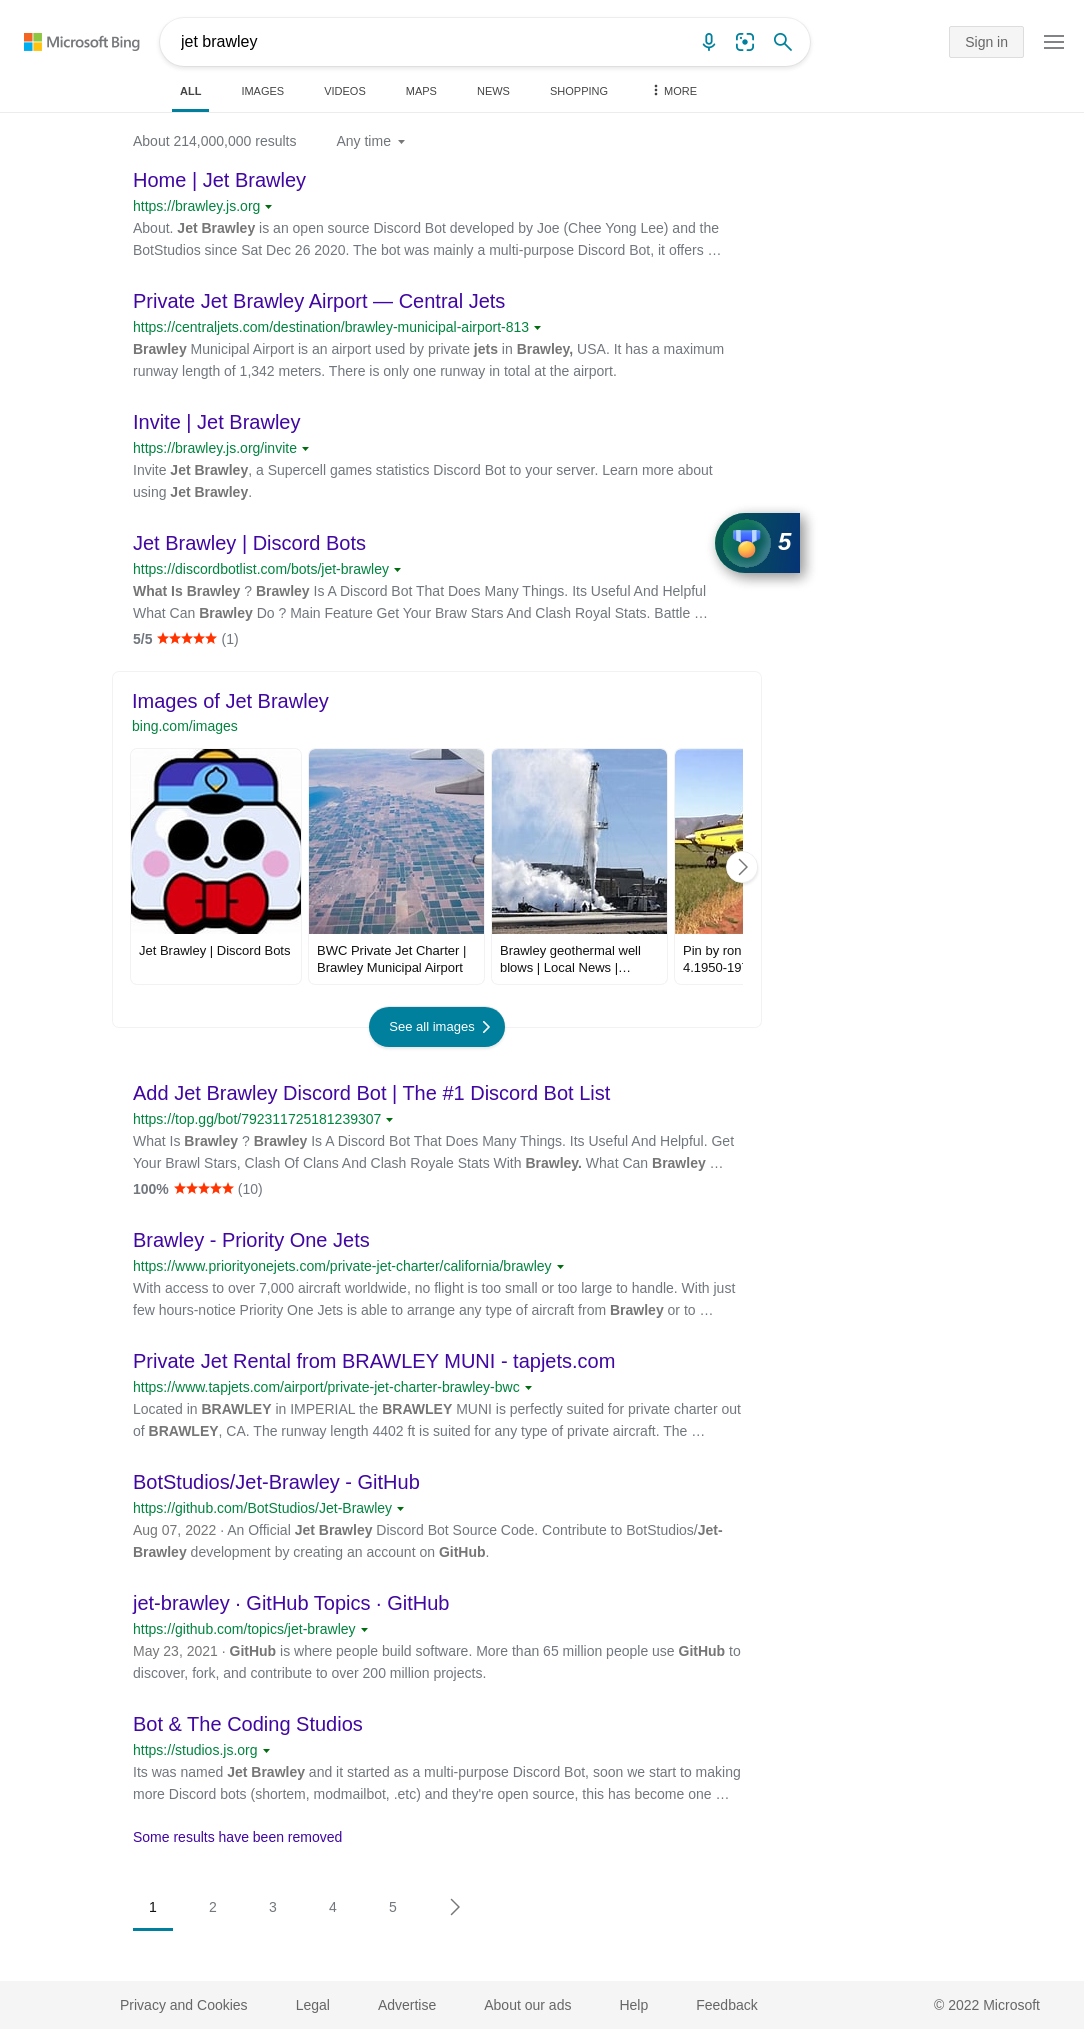 Microsoft Bing
jet brawley
Sign in
ALL IMAGES VIDEOS MAPS NEWS SHOPPING MORE
About 214,000,000 results Any time
Home | Jet Brawley
https://brawley.js.org
About. Jet Brawley is an open source Discord Bot developed by Joe (Chee Yong Lee) and the
BotStudios since Sat Dec 26 2020. The bot was mainly a multi-purpose Discord Bot, it offers …
Private Jet Brawley Airport — Central Jets
https://centraljets.com/destination/brawley-municipal-airport-813
Brawley Municipal Airport is an airport used by private jets in Brawley, USA. It has a maximum
runway length of 1,342 meters. There is only one runway in total at the airport.
Invite | Jet Brawley
https://brawley.js.org/invite
Invite Jet Brawley, a Supercell games statistics Discord Bot to your server. Learn more about
using Jet Brawley.
5
Jet Brawley | Discord Bots
https://discordbotlist.com/bots/jet-brawley
What Is Brawley ? Brawley Is A Discord Bot That Does Many Things. Its Useful And Helpful
What Can Brawley Do ? Main Feature Get Your Braw Stars And Clash Royal Stats. Battle …
5/5 (1)
Images of Jet Brawley
bing.com/images
Jet Brawley | Discord Bots
BWC Private Jet Charter |
Brawley Municipal Airport
Brawley geothermal well
blows | Local News |…
Pin by ron
4.1950-197
See all images
Add Jet Brawley Discord Bot | The #1 Discord Bot List
https://top.gg/bot/792311725181239307
What Is Brawley ? Brawley Is A Discord Bot That Does Many Things. Its Useful And Helpful. Get
Your Brawl Stars, Clash Of Clans And Clash Royale Stats With Brawley. What Can Brawley …
100% (10)
Brawley - Priority One Jets
https://www.priorityonejets.com/private-jet-charter/california/brawley
With access to over 7,000 aircraft worldwide, no flight is too small or too large to handle. With just
few hours-notice Priority One Jets is able to arrange any type of aircraft from Brawley or to …
Private Jet Rental from BRAWLEY MUNI - tapjets.com
https://www.tapjets.com/airport/private-jet-charter-brawley-bwc
Located in BRAWLEY in IMPERIAL the BRAWLEY MUNI is perfectly suited for private charter out
of BRAWLEY, CA. The runway length 4402 ft is suited for any type of private aircraft. The …
BotStudios/Jet-Brawley - GitHub
https://github.com/BotStudios/Jet-Brawley
Aug 07, 2022 · An Official Jet Brawley Discord Bot Source Code. Contribute to BotStudios/Jet-
Brawley development by creating an account on GitHub.
jet-brawley · GitHub Topics · GitHub
https://github.com/topics/jet-brawley
May 23, 2021 · GitHub is where people build software. More than 65 million people use GitHub to
discover, fork, and contribute to over 200 million projects.
Bot & The Coding Studios
https://studios.js.org
Its was named Jet Brawley and it started as a multi-purpose Discord Bot, soon we start to making
more Discord bots (shortem, modmailbot, .etc) and they're open source, this has become one …
Some results have been removed
1 2 3 4 5
Privacy and Cookies Legal Advertise About our ads Help Feedback © 2022 Microsoft